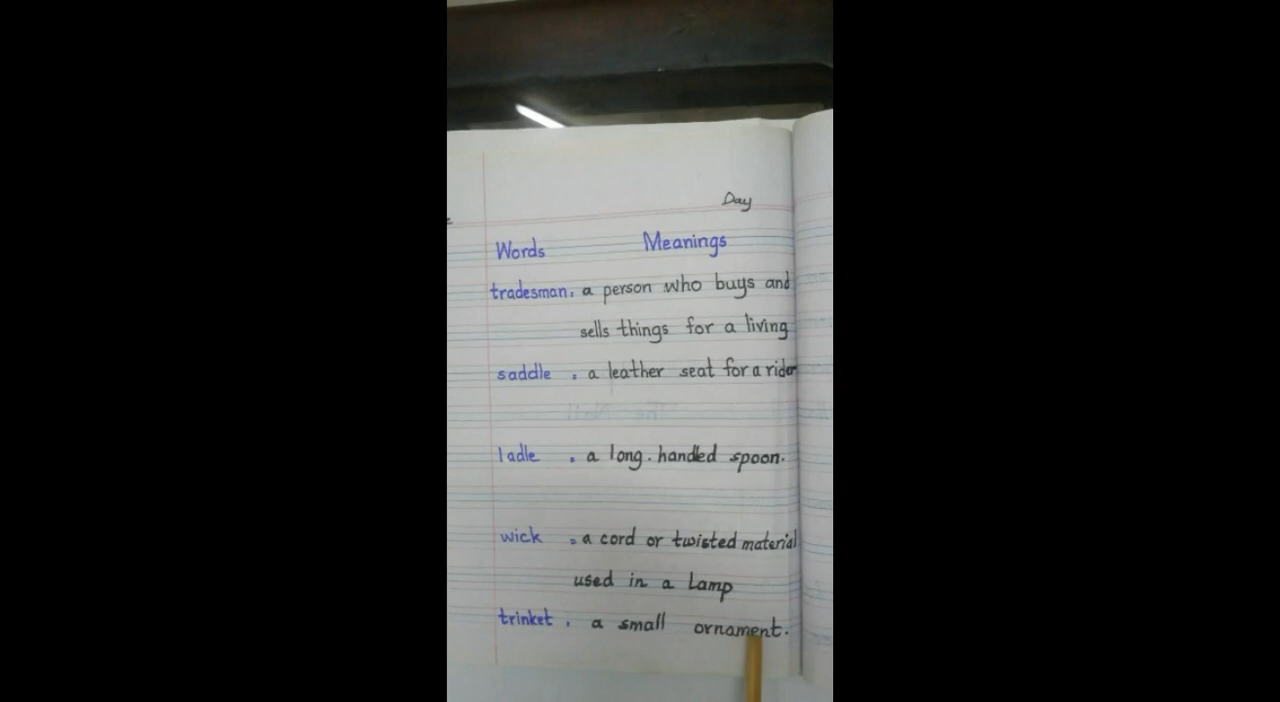 Day
Words Meanings
tradesman. a person who buys and
sells things for a living
saddle . a leather seat for a rider
ladle . a long. handled spoon.
wick = a cord or twisted material
used in a Lamp
trinket . a small ornament.